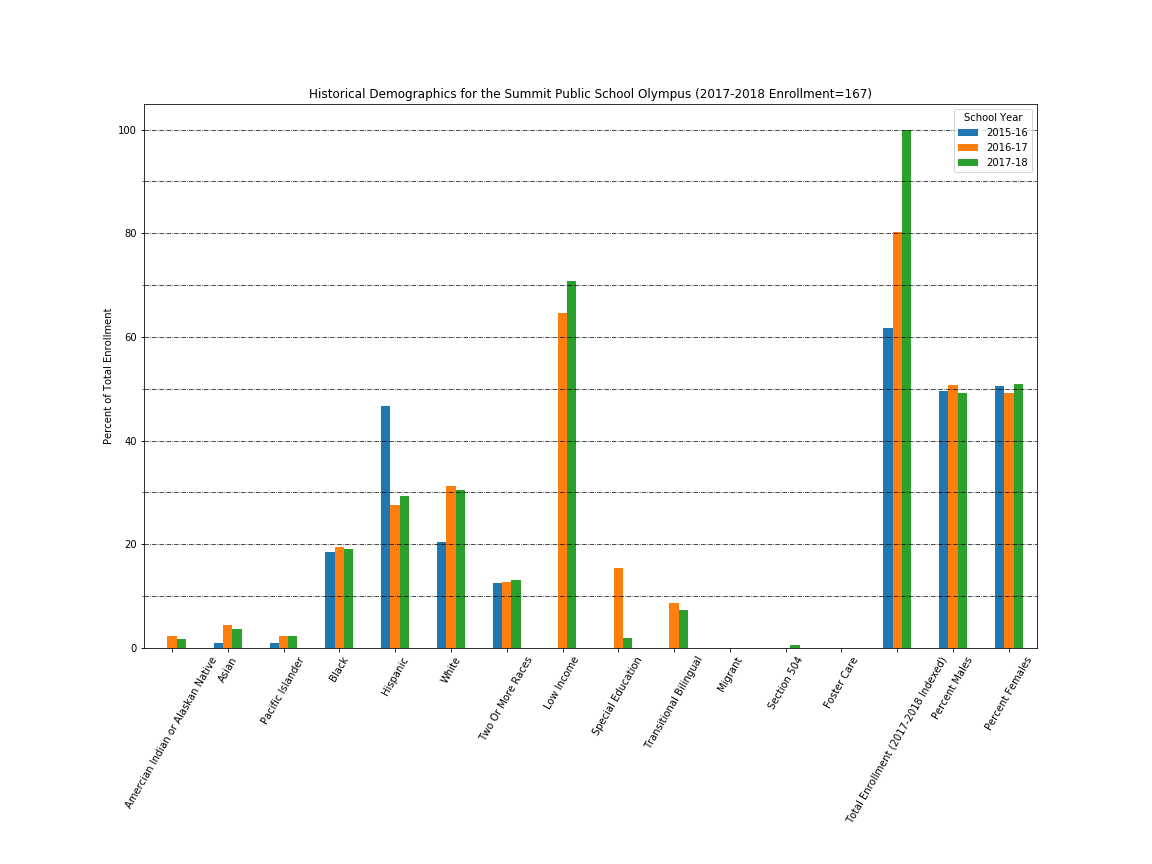 Historical Demographics for the Summit Public School Olympus (2017-2018 Enrollment=167)
School Year
2015-16
2016-17
2017-18
Percent of Total Enrollment
100
80
60
40
20
0
Amercian Indian or Alaskan Native
Asian
Pacific Islander
Black
Hispanic
White
Two Or More Races
Low Income
Special Education
Transitional Bilingual
Migrant
Section 504
Foster Care
Total Enrollment (2017-2018 Indexed)
Percent Males
Percent Females